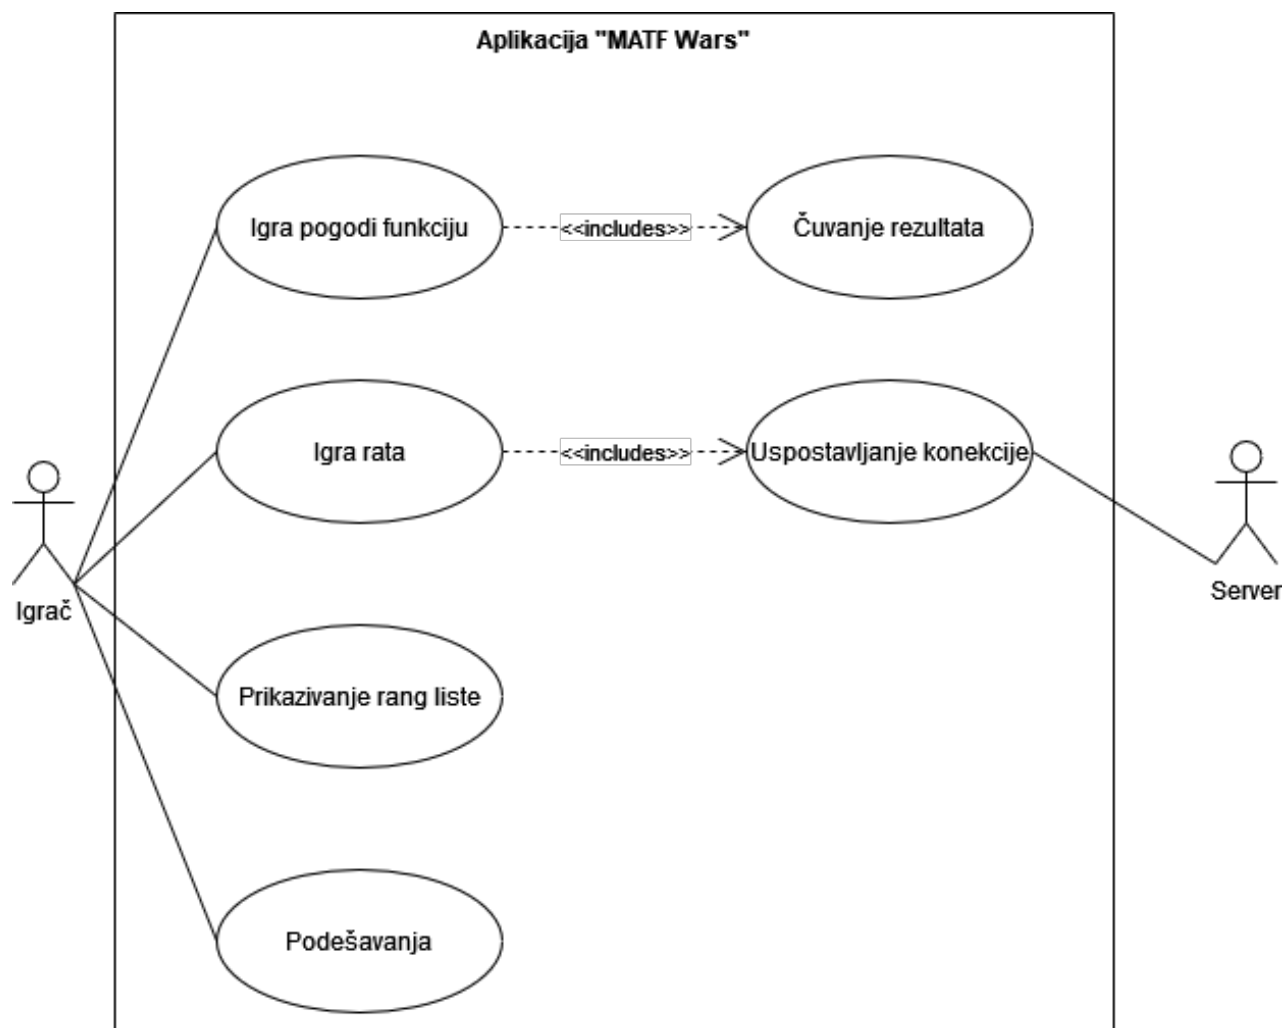 Aplikacija "MATF Wars"
Igra pogodi funkciju
<<includes>>
Čuvanje rezultata
Igra rata
<<includes>>
Uspostavljanje konekcije
Igrač
Server
Prikazivanje rang liste
Podešavanja